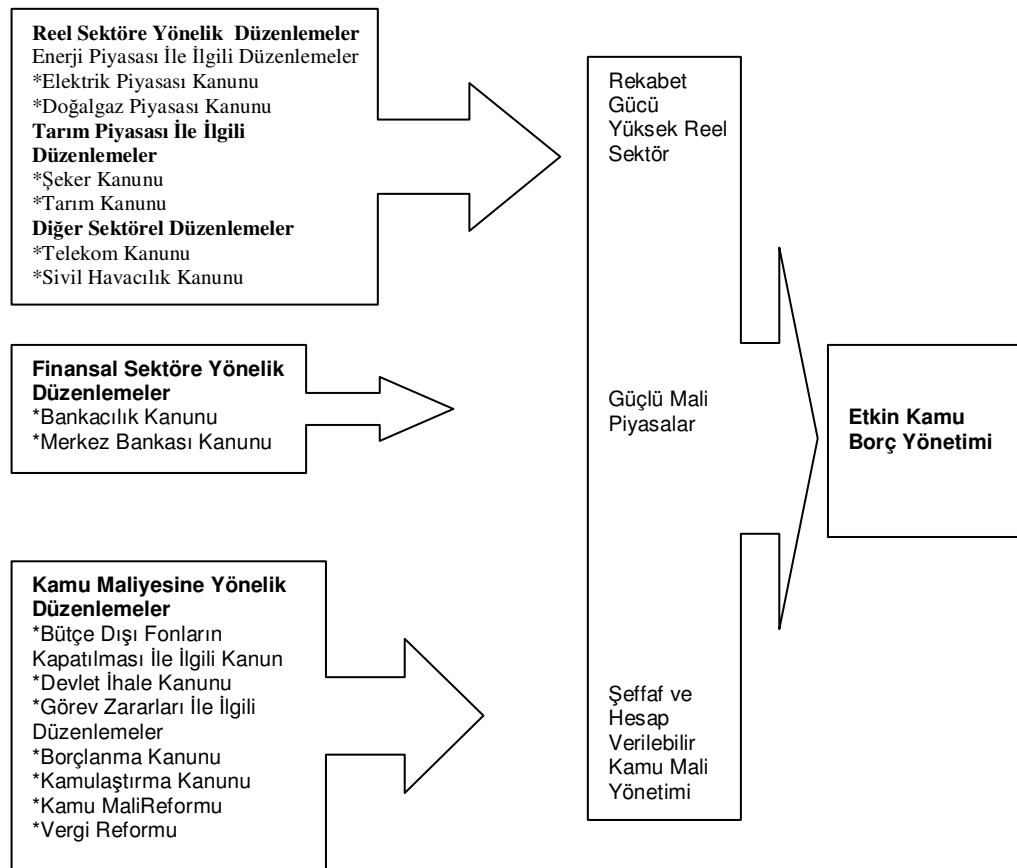 Reel Sektöre Yönelik Düzenlemeler
Enerji Piyasası İle İlgili Düzenlemeler
*Elektrik Piyasası Kanunu
*Doğalgaz Piyasası Kanunu
Tarım Piyasası İle İlgili
Düzenlemeler
*Şeker Kanunu
*Tarım Kanunu
Diğer Sektörel Düzenlemeler
*Telekom Kanunu
*Sivil Havacılık Kanunu
Rekabet
Gücü
Yüksek Reel
Sektör
Finansal Sektöre Yönelik
Düzenlemeler
*Bankacılık Kanunu
*Merkez Bankası Kanunu
Güçlü Mali
Piyasalar
Etkin Kamu
Borç Yönetimi
Kamu Maliyesine Yönelik
Düzenlemeler
*Bütçe Dışı Fonların
Kapatılması İle İlgili Kanun
*Devlet İhale Kanunu
*Görev Zararları İle İlgili
Düzenlemeler
*Borçlanma Kanunu
*Kamulaştırma Kanunu
*Kamu MaliReformu
*Vergi Reformu
Şeffaf ve
Hesap
Verilebilir
Kamu Mali
Yönetimi